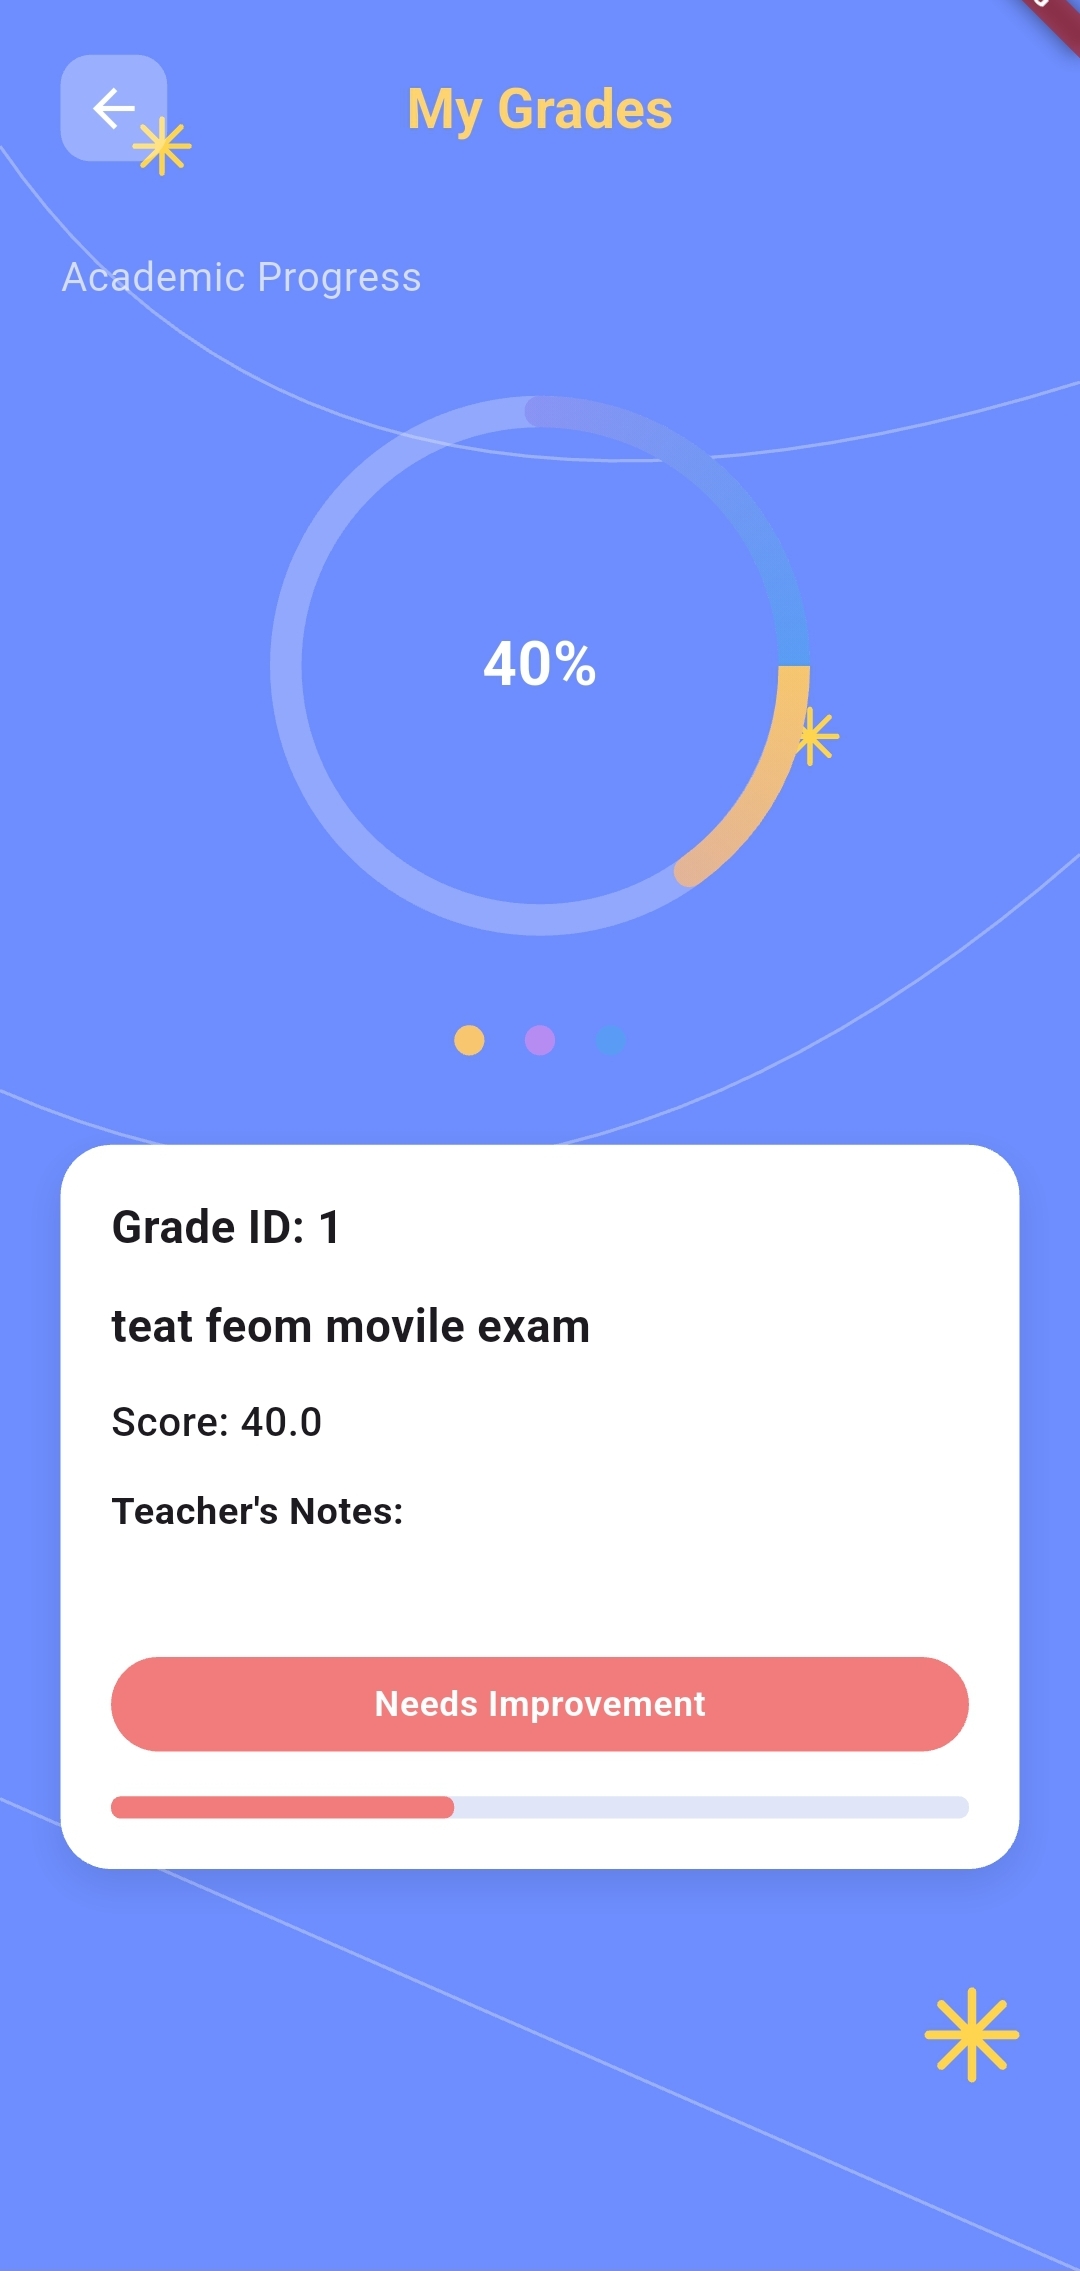 My Grades
Academic Progress
40%
Grade ID: 1
teat feom movile exam
Score: 40.0
Teacher's Notes:
Needs Improvement